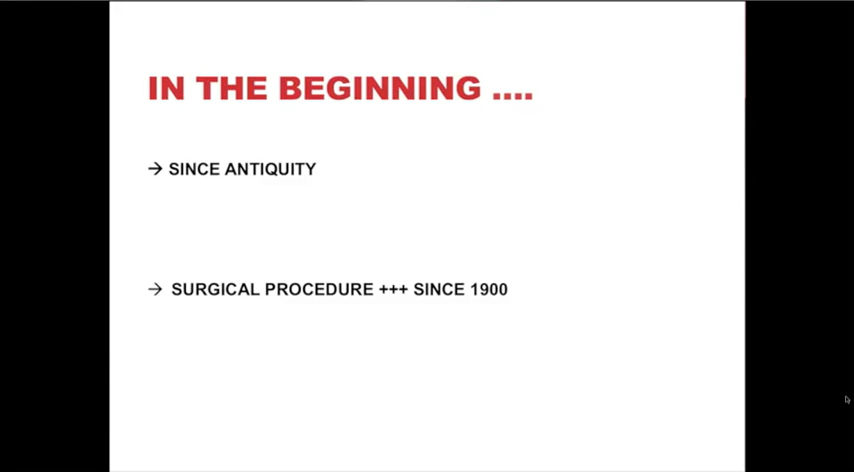 IN THE BEGINNING ....
→ SINCE ANTIQUITY
→ SURGICAL PROCEDURE +++ SINCE 1900